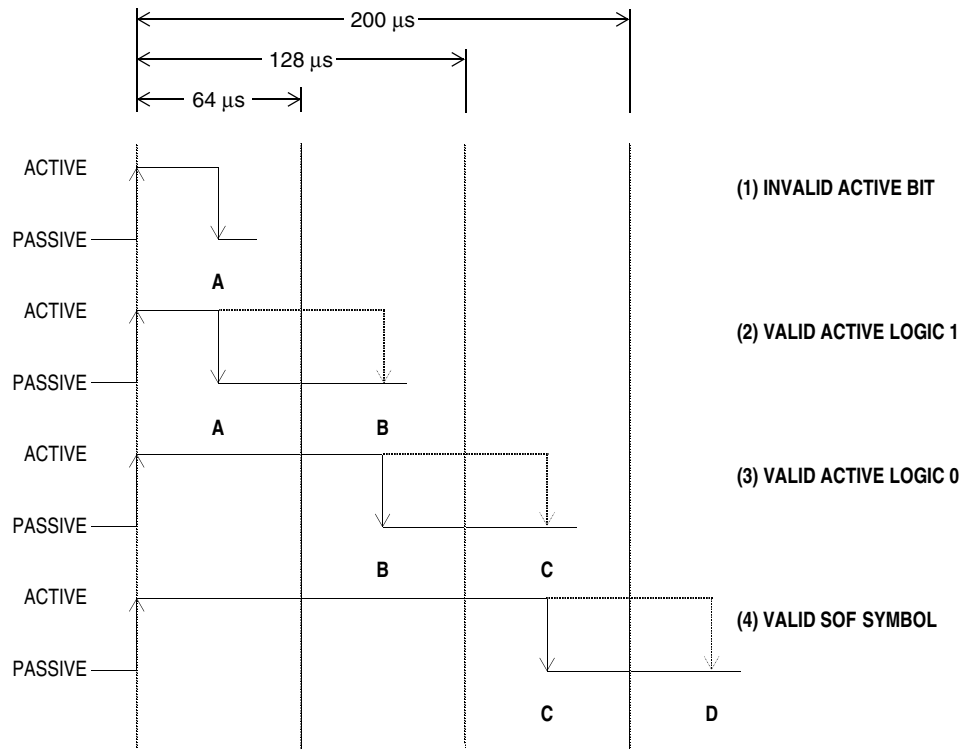 200 µs
128 µs
64 µs
ACTIVE
(1) INVALID ACTIVE BIT
PASSIVE
A
ACTIVE
(2) VALID ACTIVE LOGIC 1
PASSIVE
A B
ACTIVE
(3) VALID ACTIVE LOGIC 0
PASSIVE
B C
ACTIVE
(4) VALID SOF SYMBOL
PASSIVE
C D